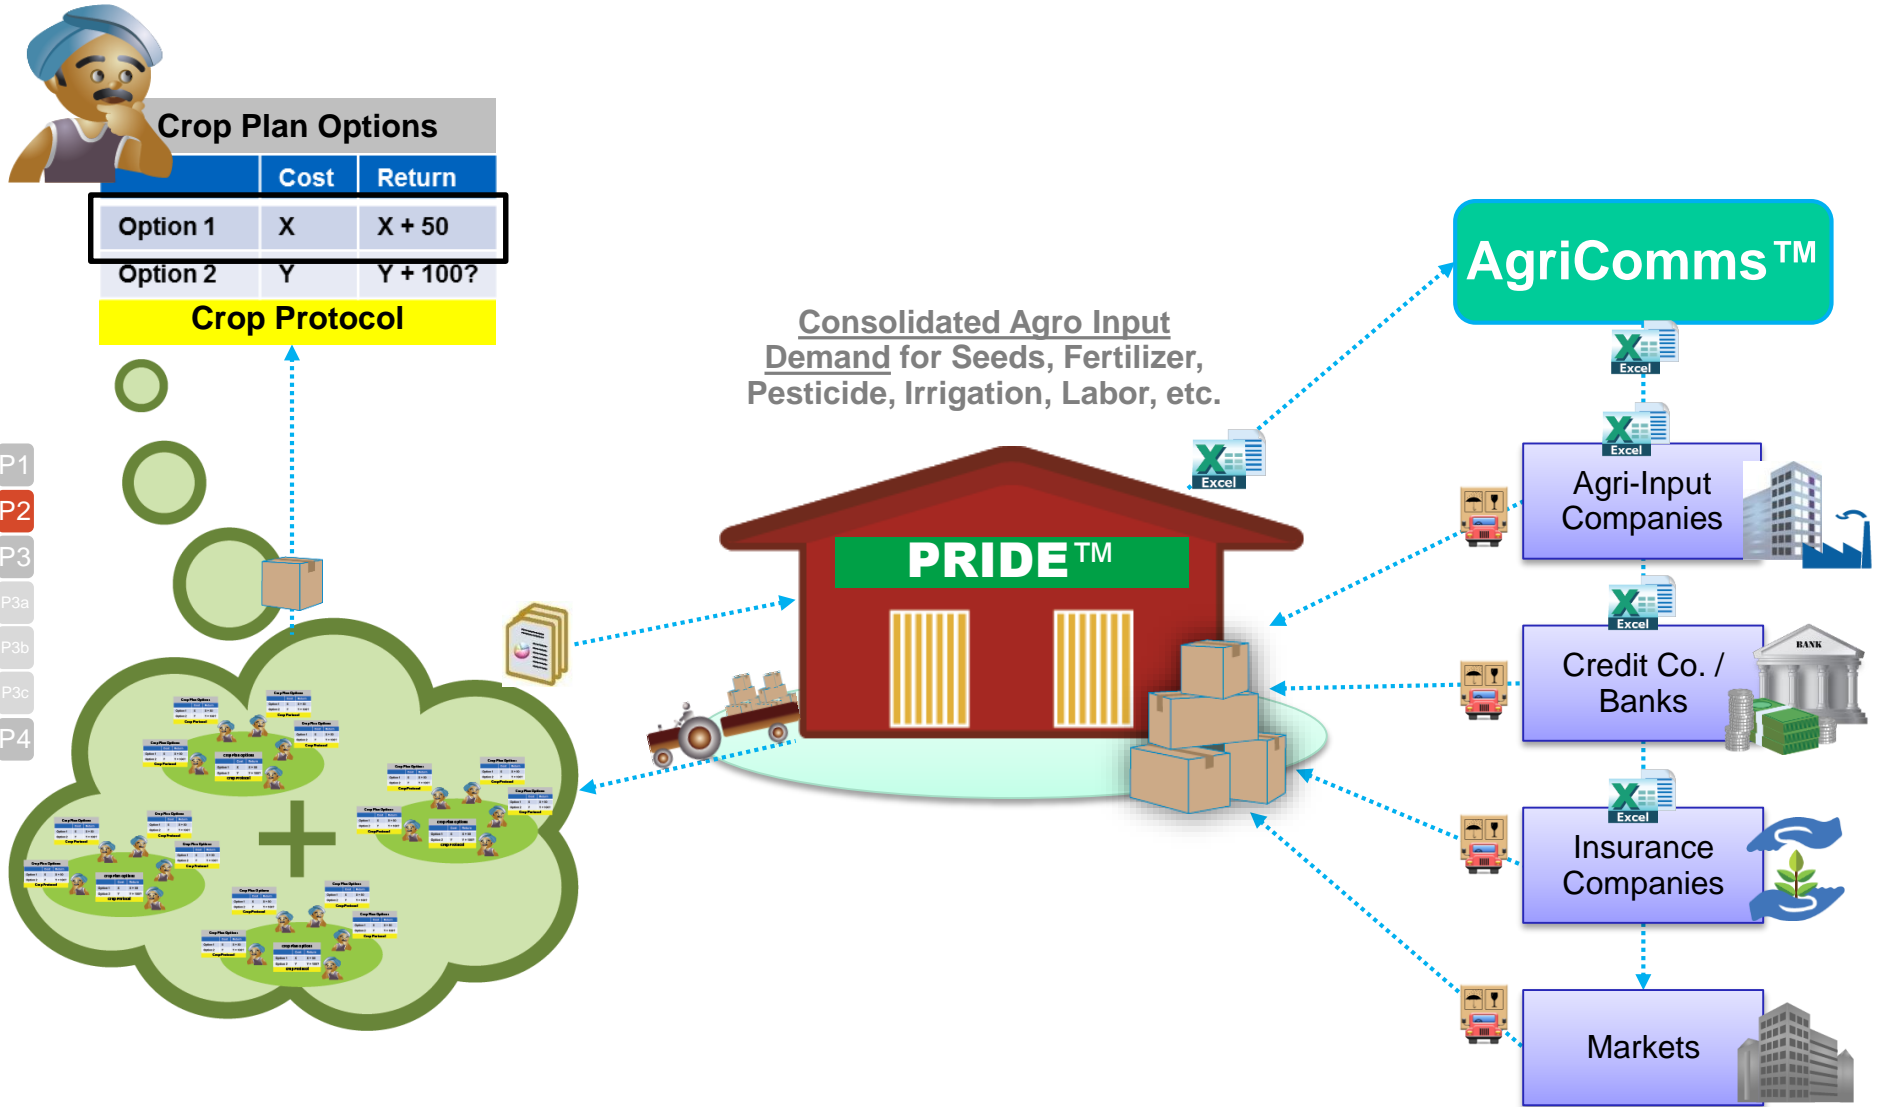 Crop Plan Options
Cost Return
Option 1 X X + 50
Option 2 Y Y + 100?
Crop Protocol
P1
P2
P3
P3a
P3b
P3c
P4
Consolidated Agro Input
Demand for Seeds, Fertilizer,
Pesticide, Irrigation, Labor, etc.
Excel
PRIDE™
AgriComms™
Excel
Excel
Agri-Input
Companies
Excel
Credit Co. /
Banks
BANK
Excel
Insurance
Companies
Markets